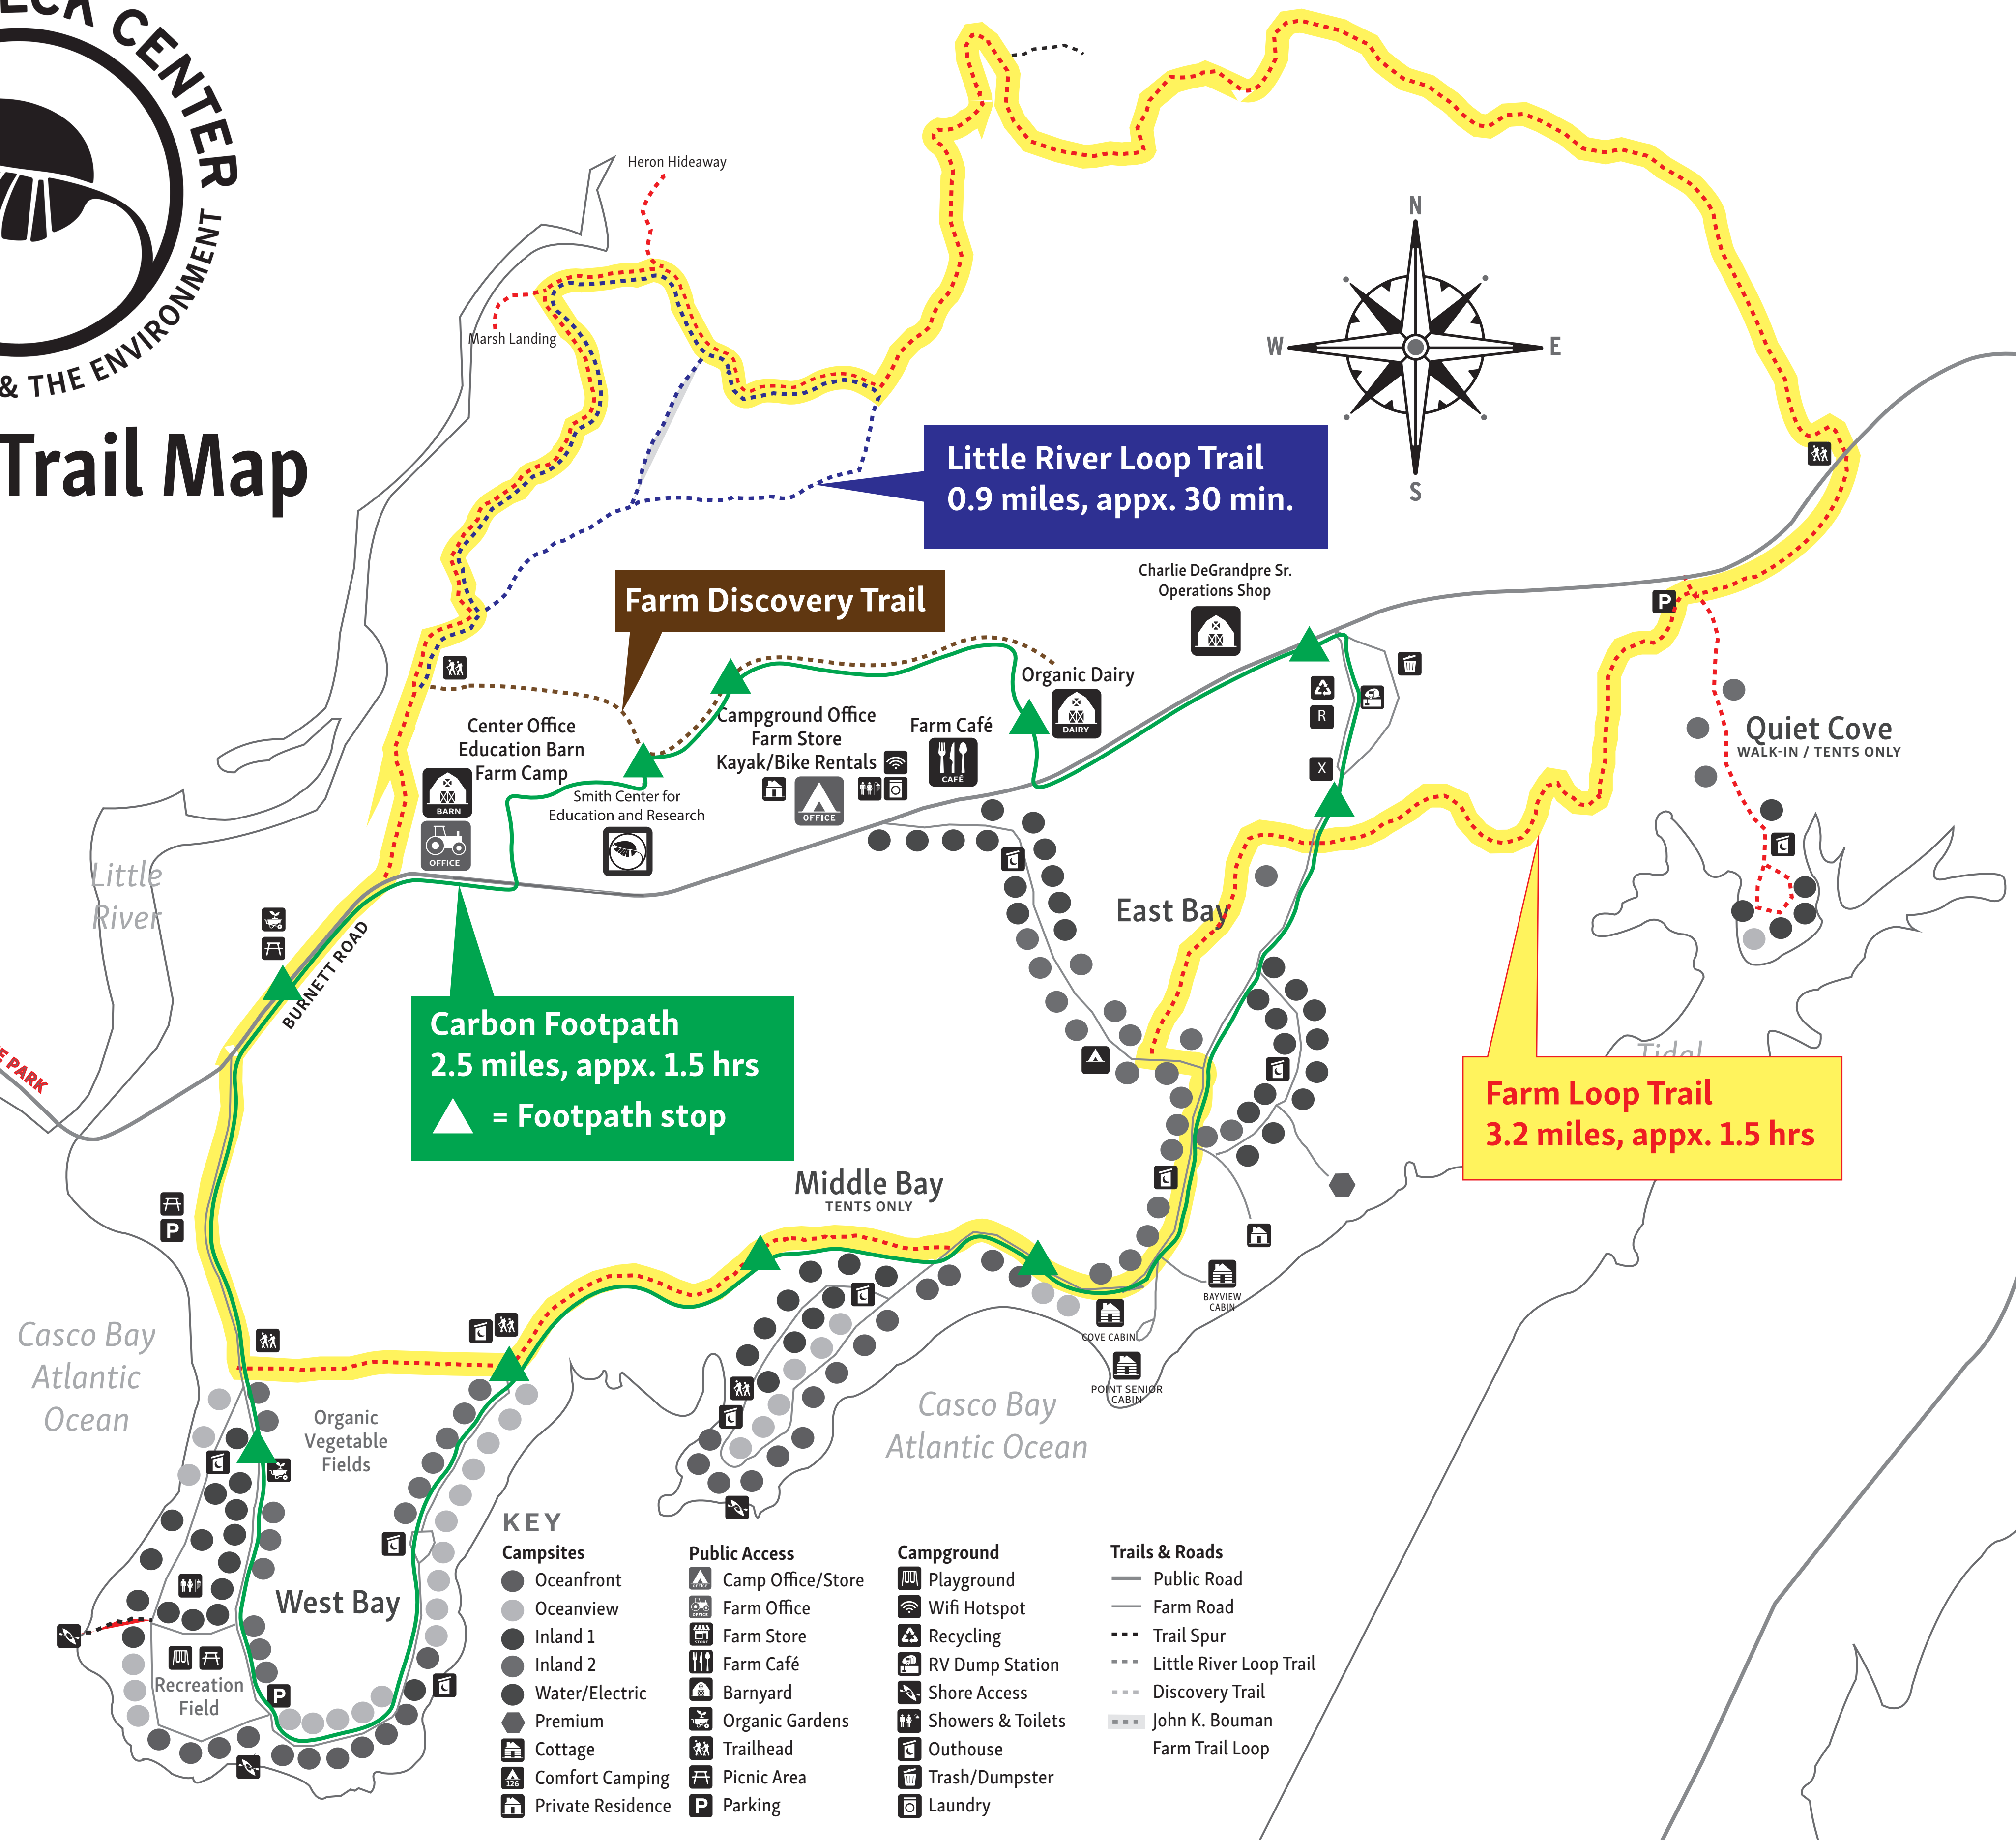 CENTER
& THE ENVIRONMENT
Trail Map
Heron Hideaway
Marsh Landing
N
W
E
S
Little River Loop Trail
0.9 miles, appx. 30 min.
Farm Discovery Trail
Charlie DeGrandpre Sr.
Operations Shop
Organic Dairy
DAIRY
Campground Office
Farm Store
Kayak/Bike Rentals
OFFICE
Farm Café
CAFÉ
Center Office
Education Barn
Farm Camp
BARN
OFFICE
Smith Center for
Education and Research
P
R
X
Quiet Cove
WALK-IN / TENTS ONLY
Little
River
BURNETT ROAD
East Bay
PARK
Carbon Footpath
2.5 miles, appx. 1.5 hrs
= Footpath stop
Tidal
Farm Loop Trail
3.2 miles, appx. 1.5 hrs
Middle Bay
TENTS ONLY
P
BAYVIEW
CABIN
COVE CABIN
POINT SENIOR
CABIN
Casco Bay
Atlantic
Ocean
Casco Bay
Atlantic Ocean
Organic
Vegetable
Fields
West Bay
Recreation
Field
P
KEY
Campsites
Oceanfront
Oceanview
Inland 1
Inland 2
Water/Electric
Premium
Cottage
126
Comfort Camping
Private Residence
Public Access
OFFICE
Camp Office/Store
OFFICE
Farm Office
STORE
Farm Store
Farm Café
Barnyard
Organic Gardens
Trailhead
Picnic Area
P
Parking
Campground
Playground
Wifi Hotspot
Recycling
RV Dump Station
Shore Access
Showers & Toilets
Outhouse
Trash/Dumpster
Laundry
Trails & Roads
Public Road
Farm Road
Trail Spur
Little River Loop Trail
Discovery Trail
John K. Bouman
Farm Trail Loop